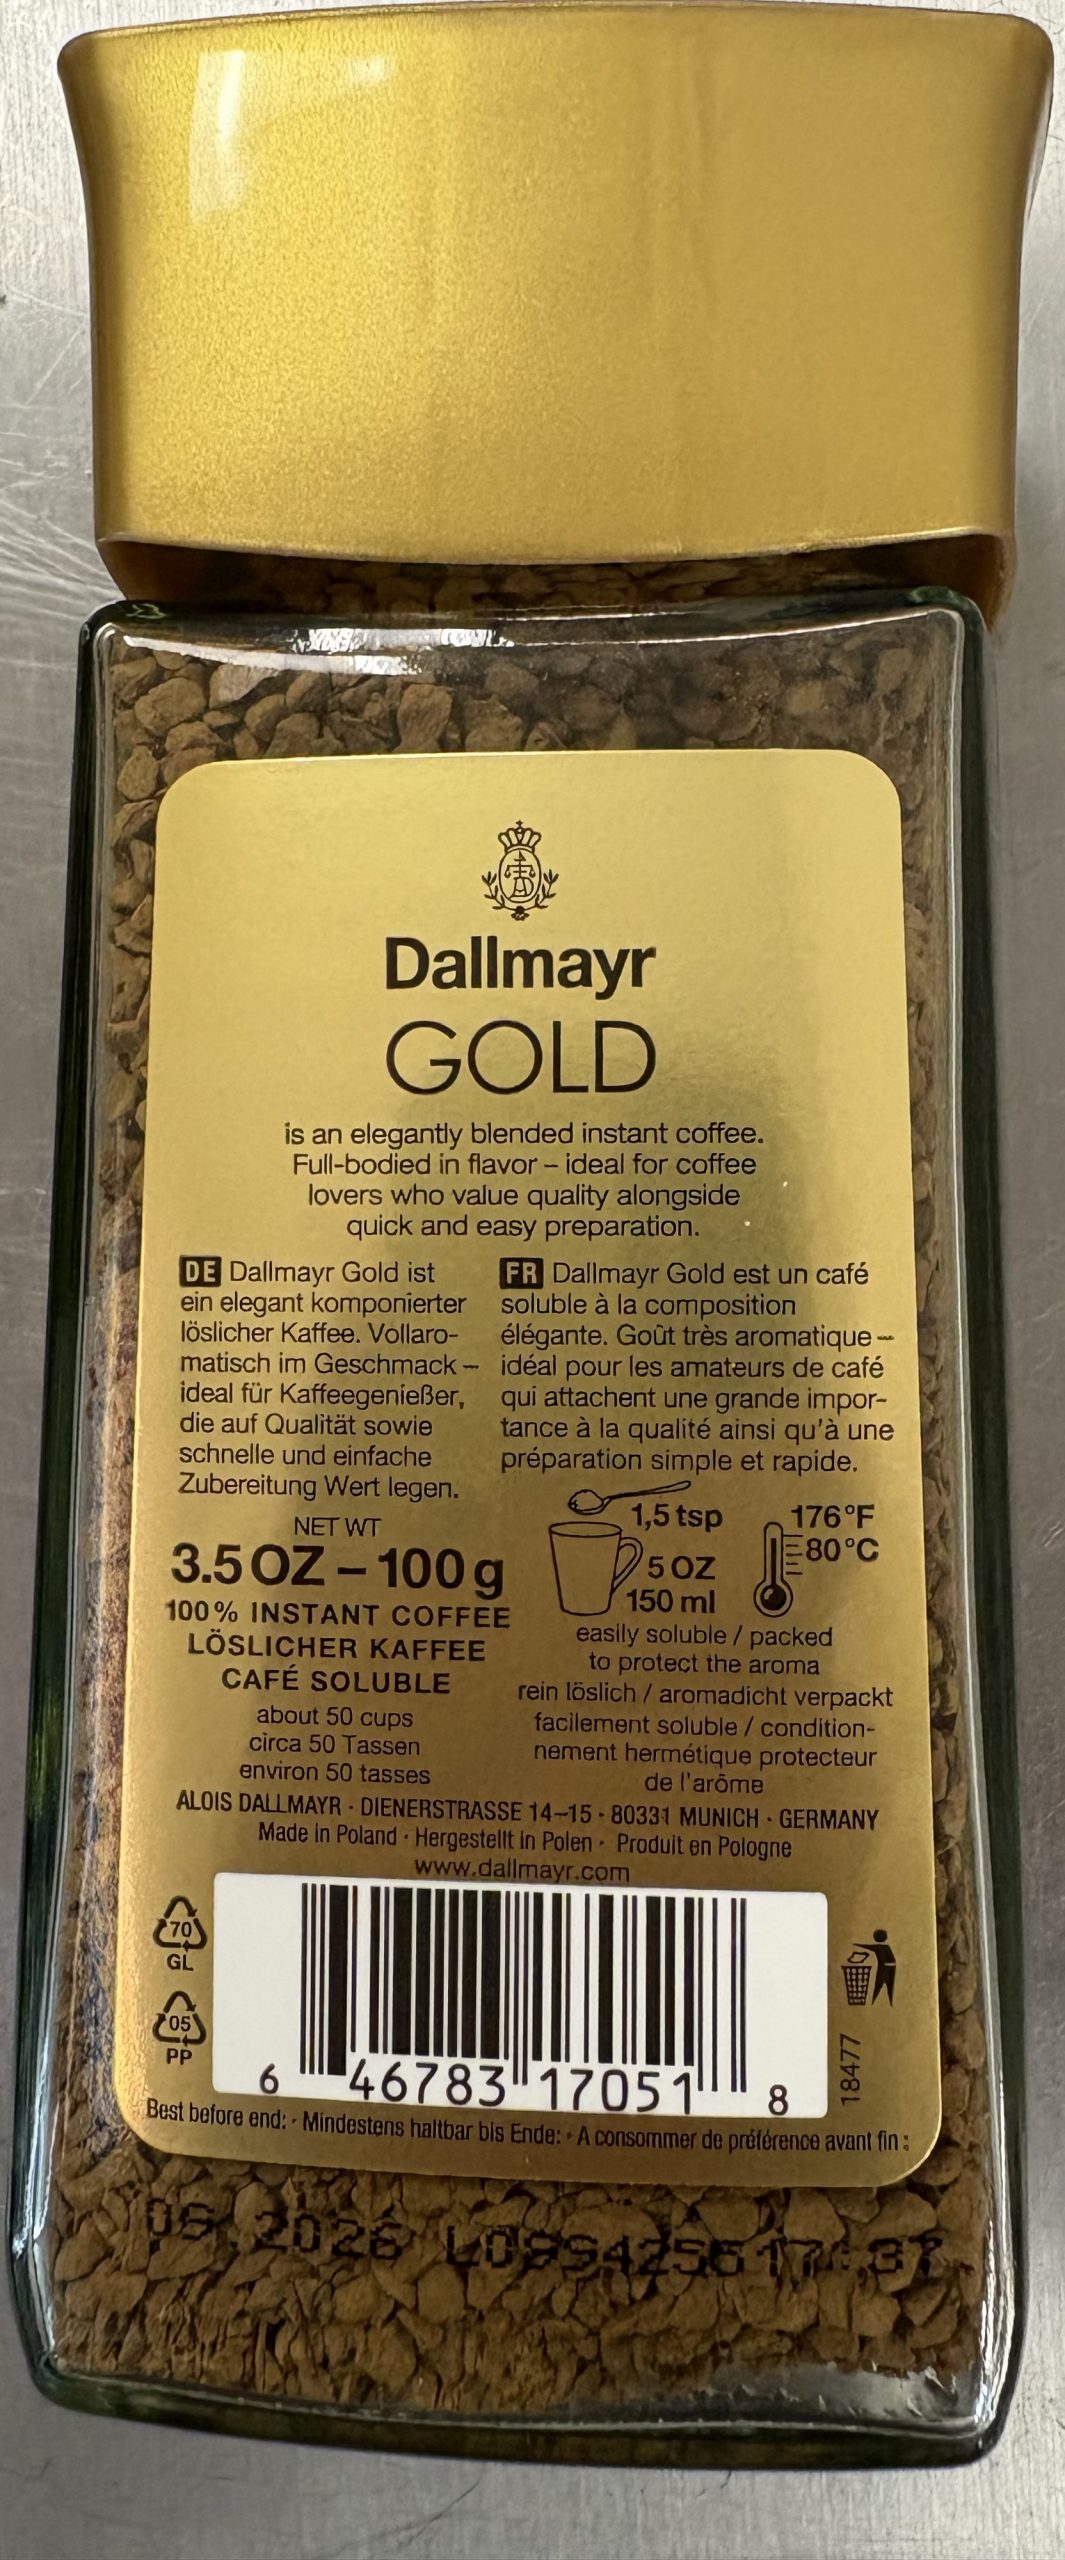 Dallmayr
GOLD
is an elegantly blended instant coffee.
Full-bodied in flavor – ideal for coffee
lovers who value quality alongside
quick and easy preparation.
DE Dallmayr Gold ist
ein elegant komponierter
löslicher Kaffee. Vollaro-
matisch im Geschmack –
ideal für Kaffeegenießer,
die auf Qualität sowie
schnelle und einfache
Zubereitung Wert legen.
FR Dallmayr Gold est un café
soluble à la composition
élégante. Goût très aromatique –
idéal pour les amateurs de café
qui attachent une grande impor-
tance à la qualité ainsi qu'à une
préparation simple et rapide.
NET WT
3.5 OZ – 100 g
100% INSTANT COFFEE
LÖSLICHER KAFFEE
CAFÉ SOLUBLE
about 50 cups
circa 50 Tassen
environ 50 tasses
1,5 tsp
5 OZ
150 ml
176°F
80°C
easily soluble / packed
to protect the aroma
rein löslich / aromadicht verpackt
facilement soluble / condition-
nement hermétique protecteur
de l'arôme
ALOIS DALLMAYR · DIENERSTRASSE 14–15 · 80331 MUNICH · GERMANY
Made in Poland · Hergestellt in Polen · Produit en Pologne
www.dallmayr.com
70
GL
05
PP
6 46783 17051 8
18477
Best before end: · Mindestens haltbar bis Ende: · A consommer de préférence avant fin :
2026